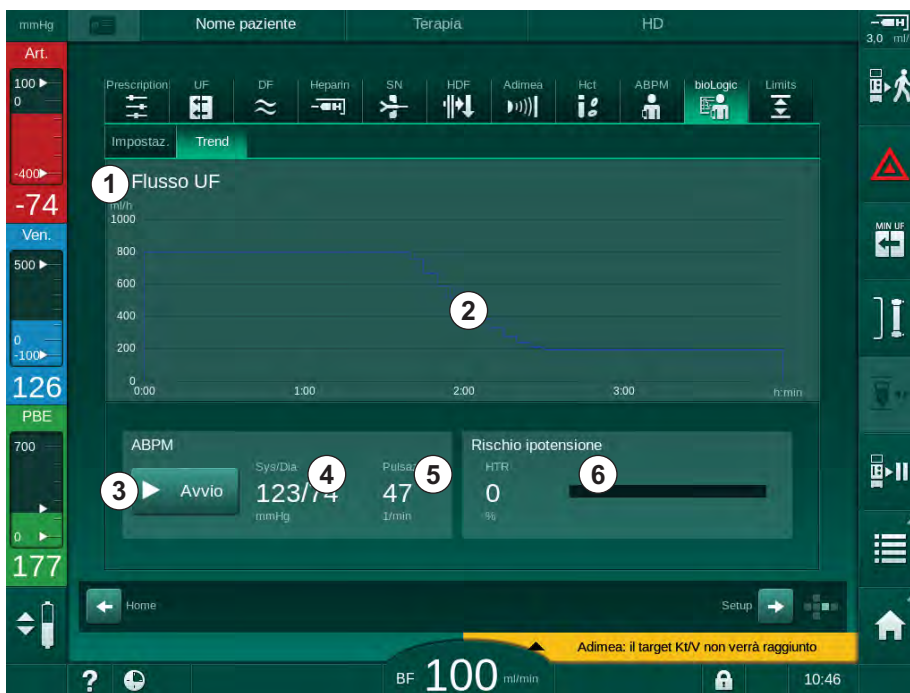 mmHg
Nome paziente
Terapia
HD
3,0 ml/
Art.
100
0
-400
-74
Ven.
500
0
-100
126
PBE
700
0
177
Prescription
UF
DF
Heparin
SN
HDF
Adimea
Hct
ABPM
bioLogic
Limits
Impostaz.
Trend
1
Flusso UF
ml/h
1000
800
600
400
200
0
2
0:00
1:00
2:00
3:00
h:min
ABPM
3
Avvio
Sys/Dia
4
123/74
mmHg
Pulsaz
5
47
1/min
Rischio ipotensione
HTR
6
0
%
MIN UF
Home
Setup
Adimea: il target Kt/V non verrà raggiunto
?
BF 100 ml/min
10:46